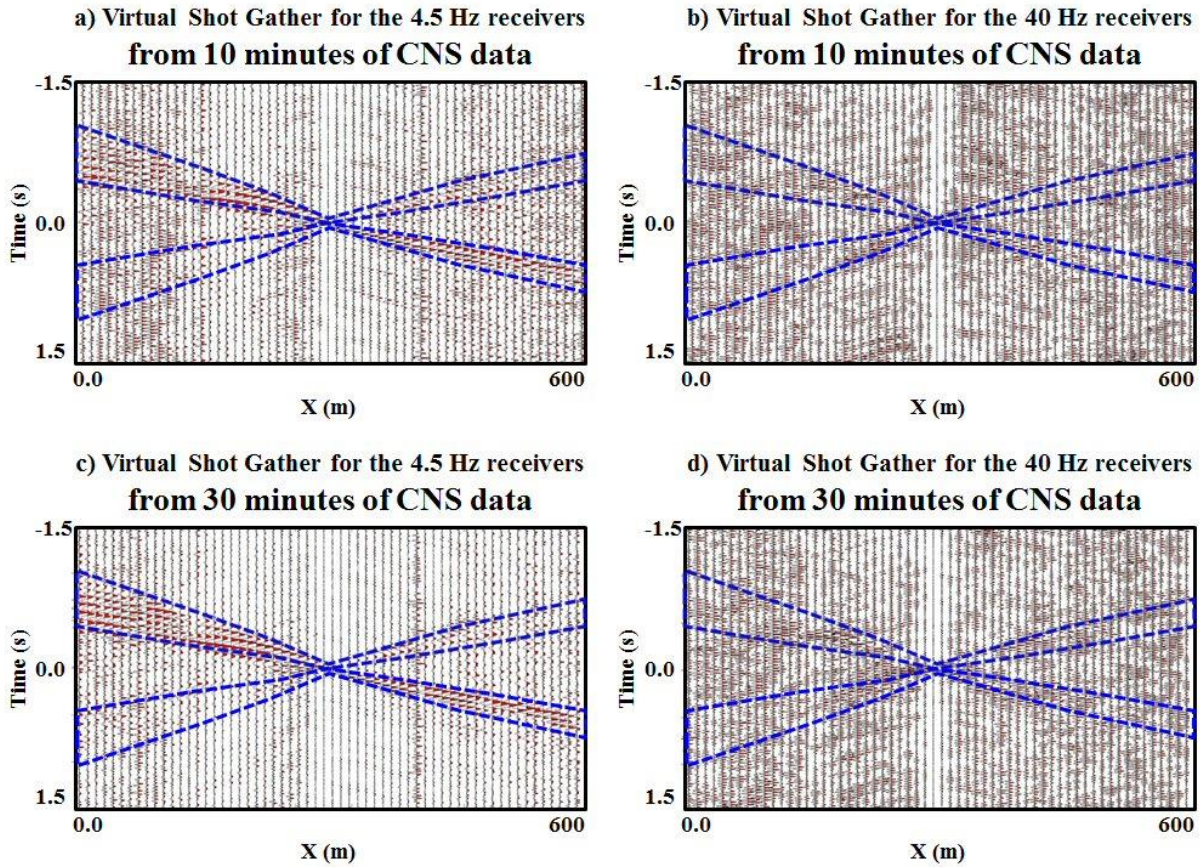 a) Virtual Shot Gather for the 4.5 Hz receivers
from 10 minutes of CNS data
-1.5
Time (s)
0.0
1.5
0.0
600
X (m)
b) Virtual Shot Gather for the 40 Hz receivers
from 10 minutes of CNS data
-1.5
Time (s)
0.0
1.5
0.0
600
X (m)
c) Virtual Shot Gather for the 4.5 Hz receivers
from 30 minutes of CNS data
-1.5
Time (s)
0.0
1.5
0.0
600
X (m)
d) Virtual Shot Gather for the 40 Hz receivers
from 30 minutes of CNS data
-1.5
Time (s)
0.0
1.5
0.0
600
X (m)